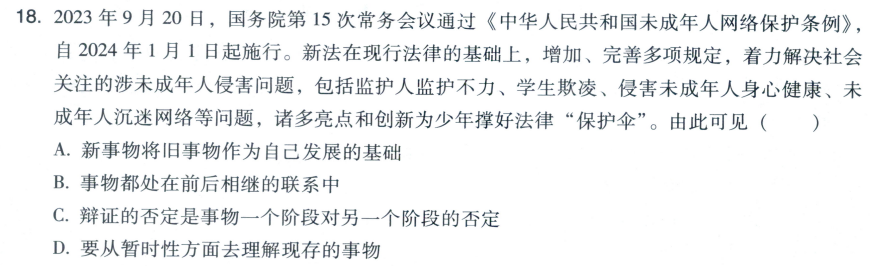 18. 2023 年 9 月 20 日，国务院第 15 次常务会议通过《中华人民共和国未成年人网络保护条例》，
自 2024 年 1 月 1 日起施行。新法在现行法律的基础上，增加、完善多项规定，着力解决社会
关注的涉未成年人侵害问题，包括监护人监护不力、学生欺凌、侵害未成年人身心健康、未
成年人沉迷网络等问题，诸多亮点和创新为少年撑好法律“保护伞”。由此可见（　　）
A. 新事物将旧事物作为自己发展的基础
B. 事物都处在前后相继的联系中
C. 辩证的否定是事物一个阶段对另一个阶段的否定
D. 要从暂时性方面去理解现存的事物